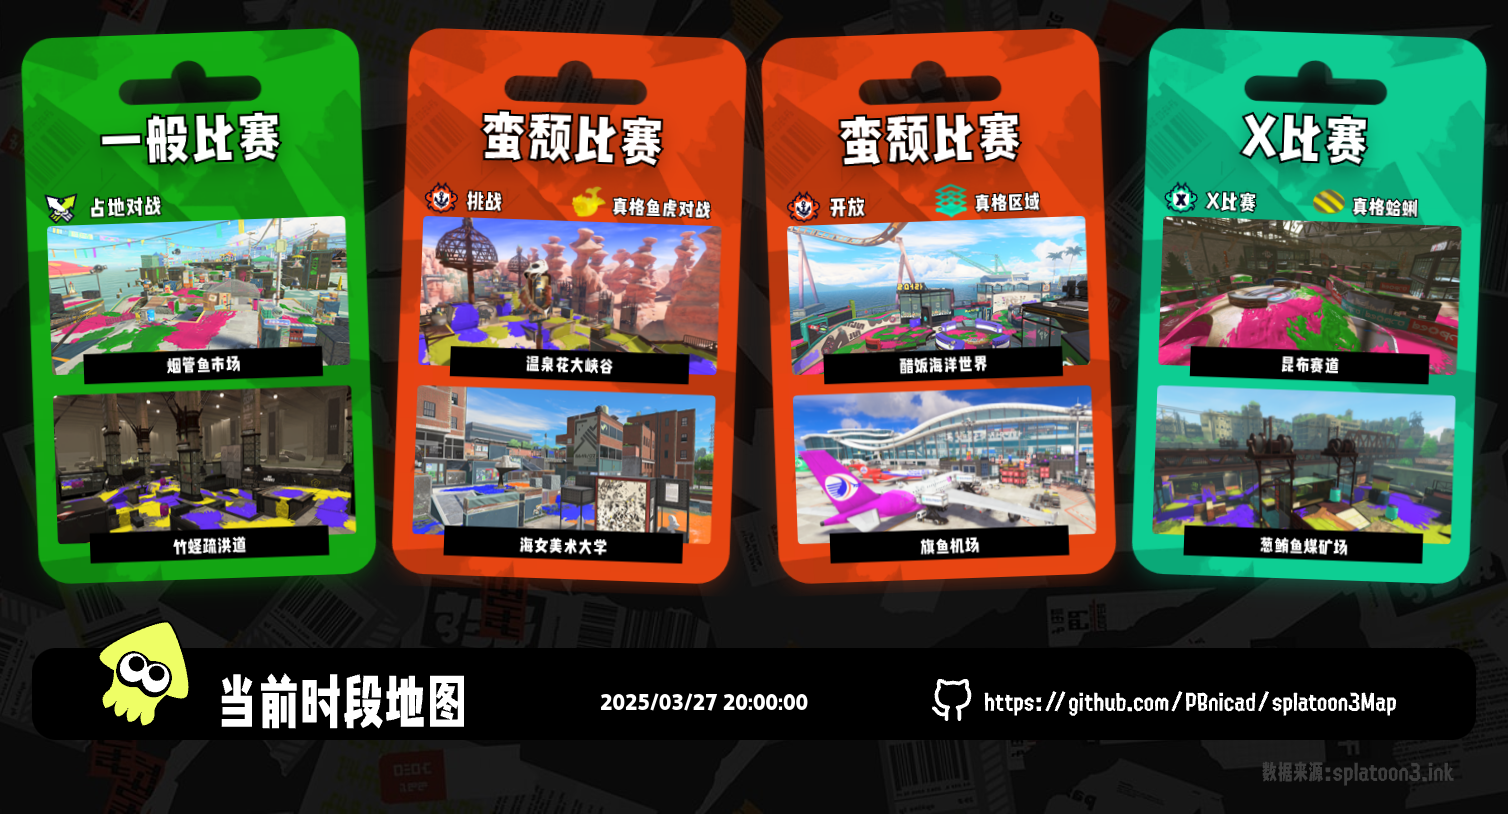 一般比赛
占地对战
烟管鱼市场
竹蛏疏洪道
蛮颓比赛
挑战
真格鱼虎对战
温泉花大峡谷
海女美术大学
蛮颓比赛
开放
真格区域
醋饭海洋世界
旗鱼机场
X比赛
X比赛
真格蛤蜊
昆布赛道
葱鲔鱼煤矿场
当前时段地图
2025/03/27 20:00:00
https://github.com/PBnicad/splatoon3Map
数据来源:splatoon3.ink